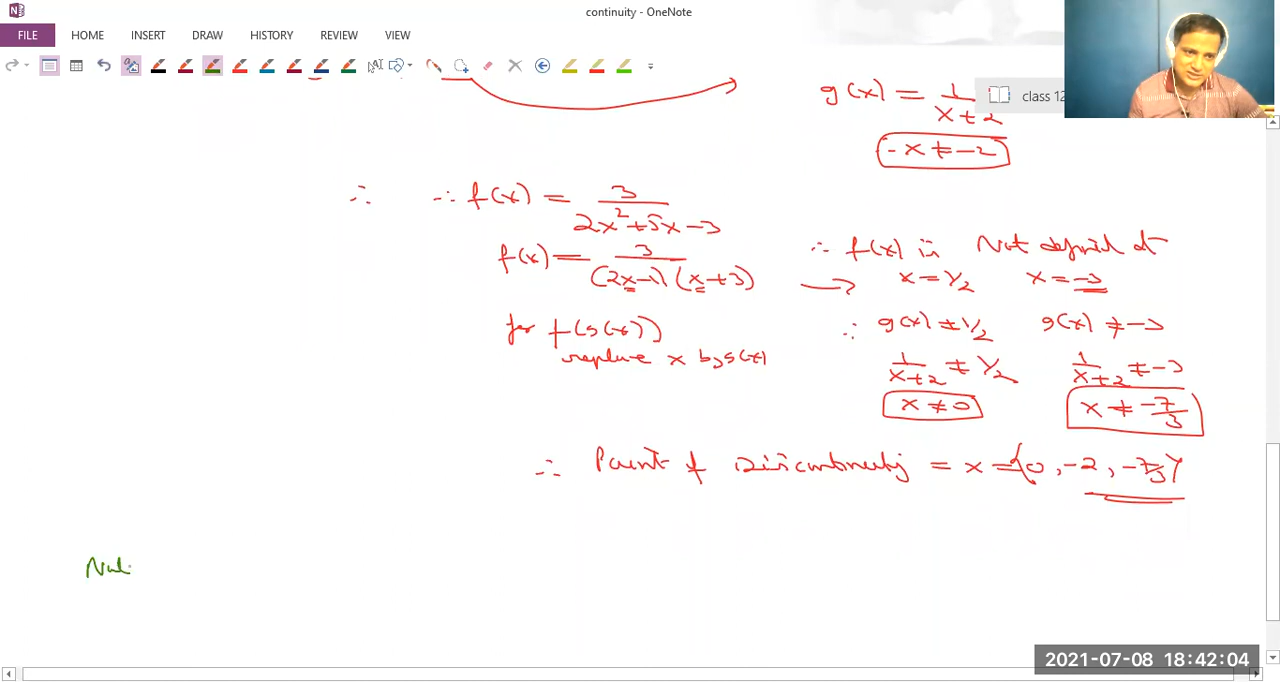 continuity - OneNote
FILE HOME INSERT DRAW HISTORY REVIEW VIEW
class 12
g(x) = 1/(x+2)
x ≠ -2
∴ ∴ f(x) = 3/(2x²+5x-3)
f(x) = 3/((2x-1)(x+3))
∴ f(x) is Not defined at
→ x = 1/2 x = -3
for f(g(x))
replace x by g(x)
∴ g(x) ≠ 1/2 g(x) ≠ -3
1/(x+2) ≠ 1/2 1/(x+2) ≠ -3
x ≠ 0 x ≠ -7/3
∴ Point of Discontinuity = x = {0, -2, -7/3}
2021-07-08 18:42:04